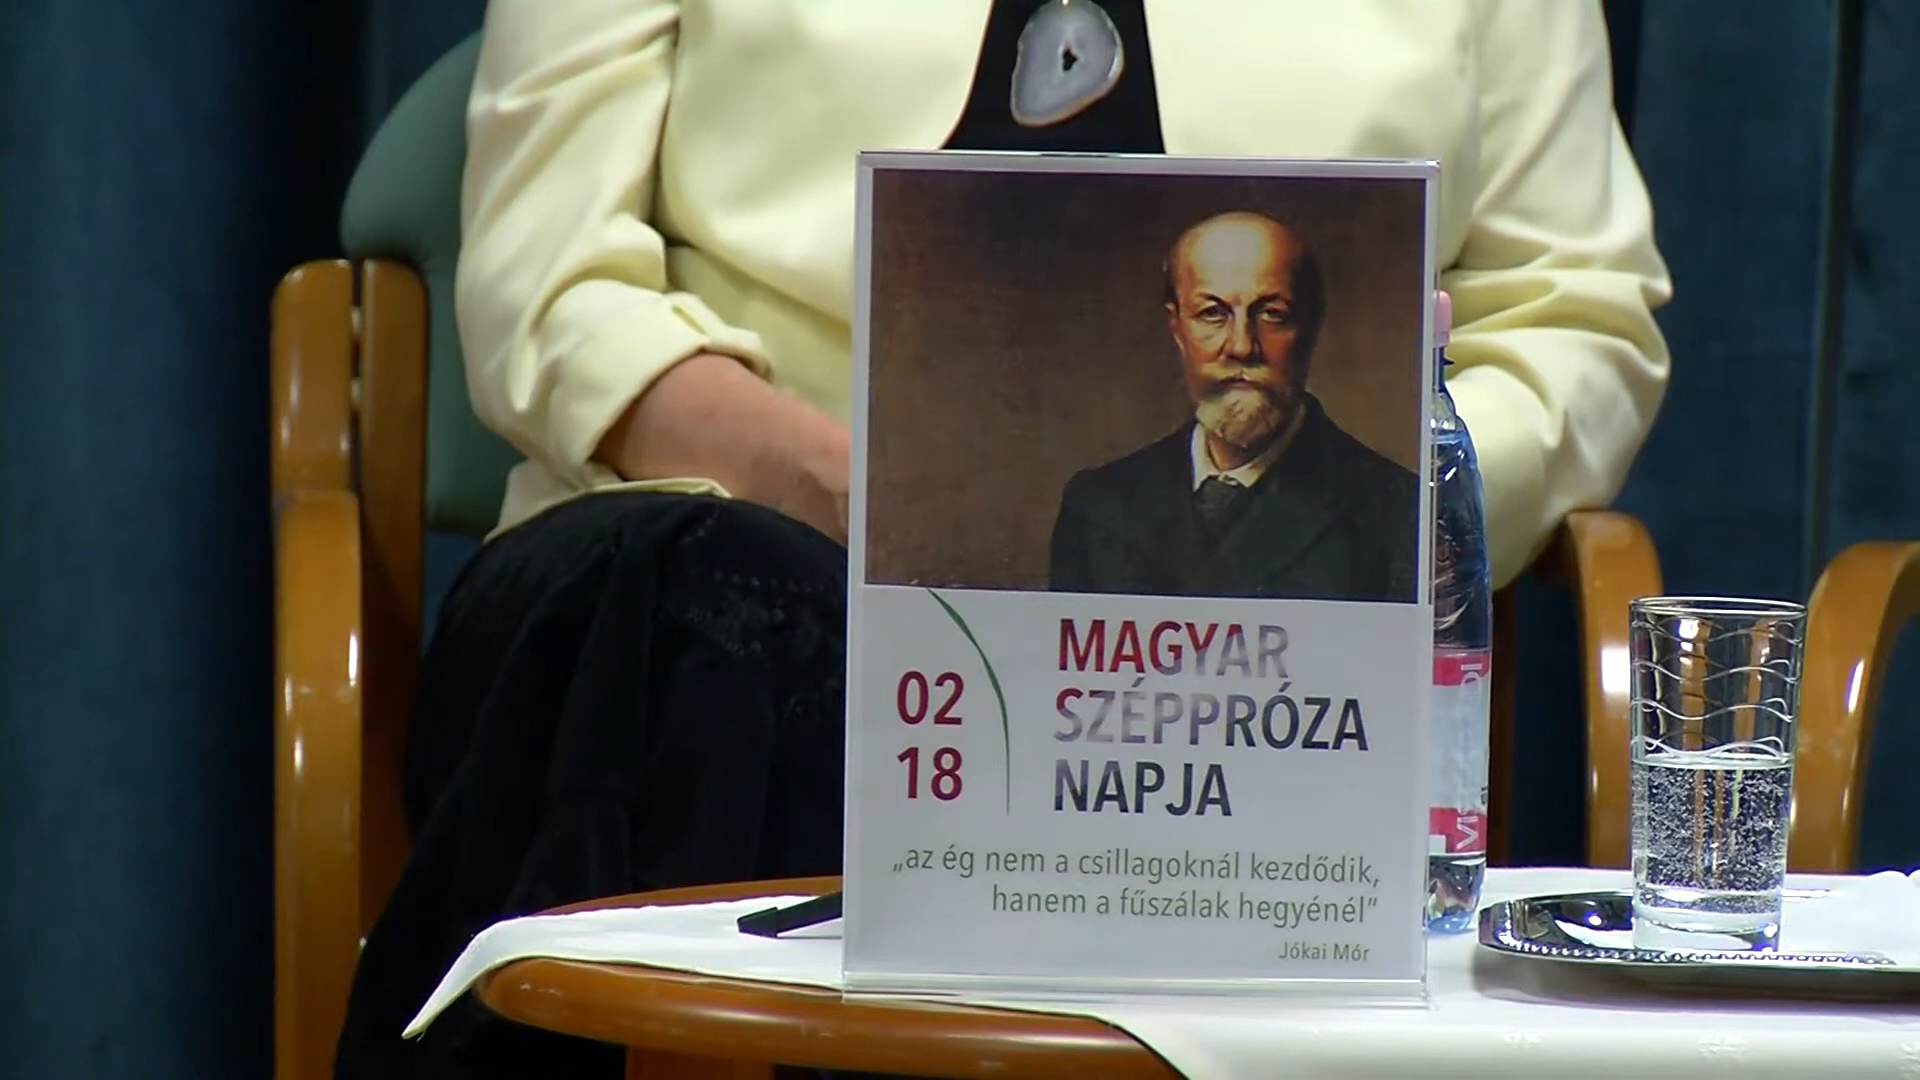 02
18
MAGYAR
SZÉPPRÓZA
NAPJA
„az ég nem a csillagoknál kezdődik,
hanem a fűszálak hegyénél”
Jókai Mór